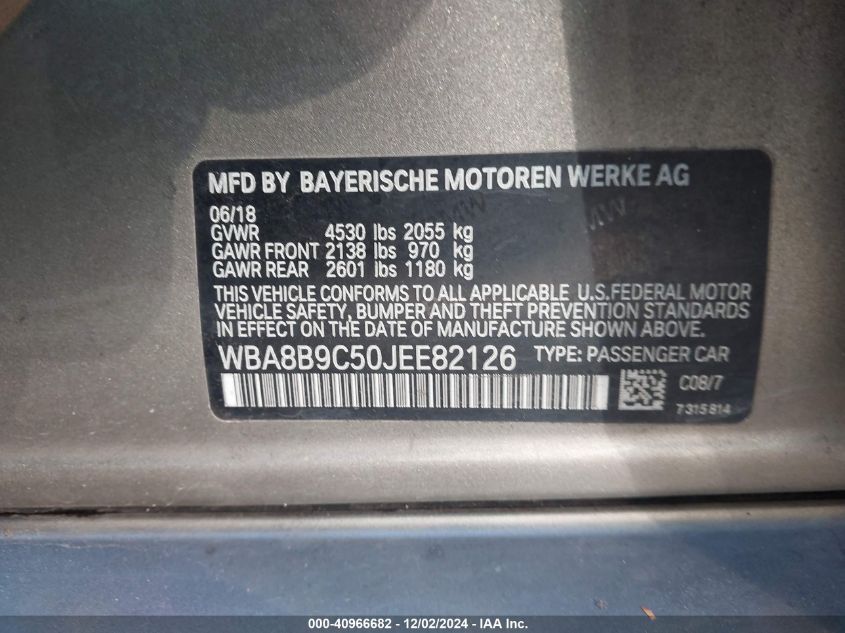 MFD BY BAYERISCHE MOTOREN WERKE AG
06/18
GVWR 4530 lbs 2055 kg
GAWR FRONT 2138 lbs 970 kg
GAWR REAR 2601 lbs 1180 kg
THIS VEHICLE CONFORMS TO ALL APPLICABLE U.S.FEDERAL MOTOR
VEHICLE SAFETY, BUMPER AND THEFT PREVENTION STANDARDS
IN EFFECT ON THE DATE OF MANUFACTURE SHOWN ABOVE.
WBA8B9C50JEE82126 TYPE: PASSENGER CAR
C08/7
7315814
000-40966682 - 12/02/2024 - IAA Inc.